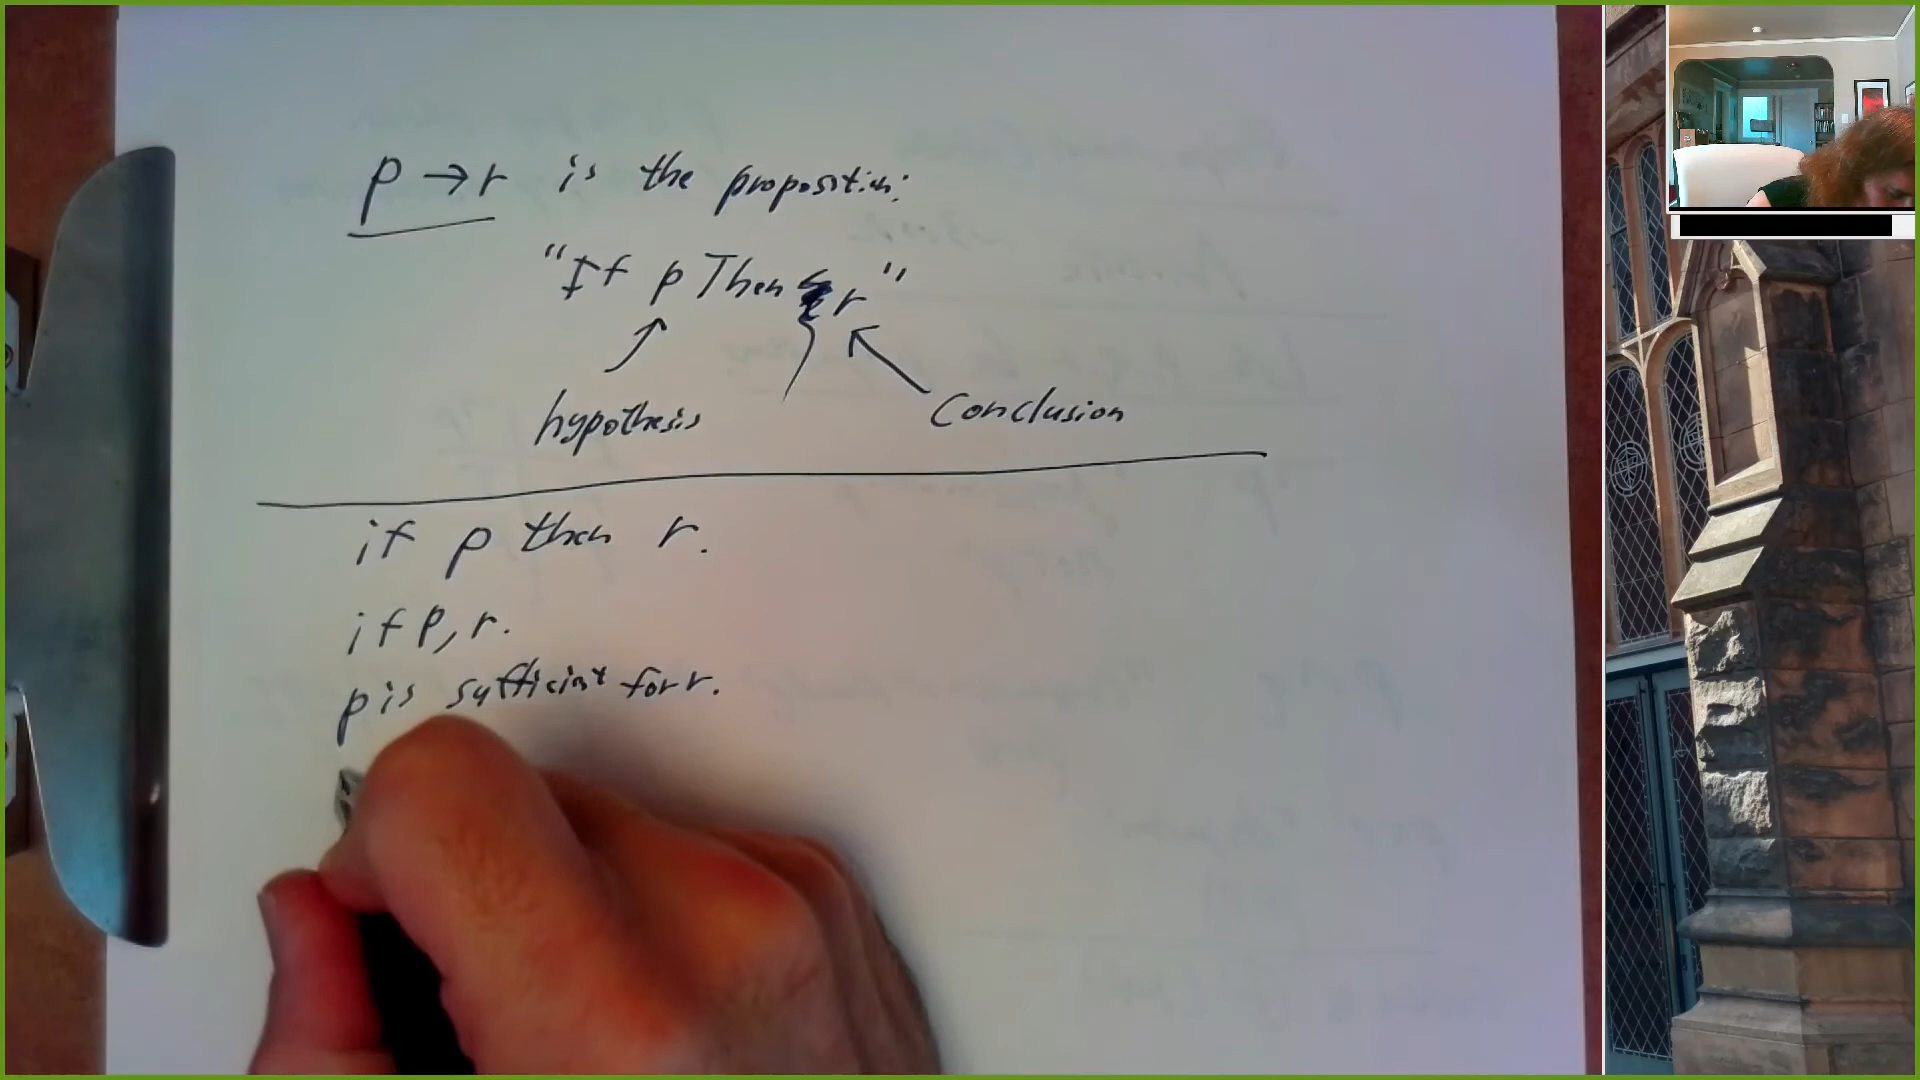 p → r is the proposition:
"If p Then r"
hypothesis
Conclusion
if p then r.
if p, r.
p is sufficient for r.